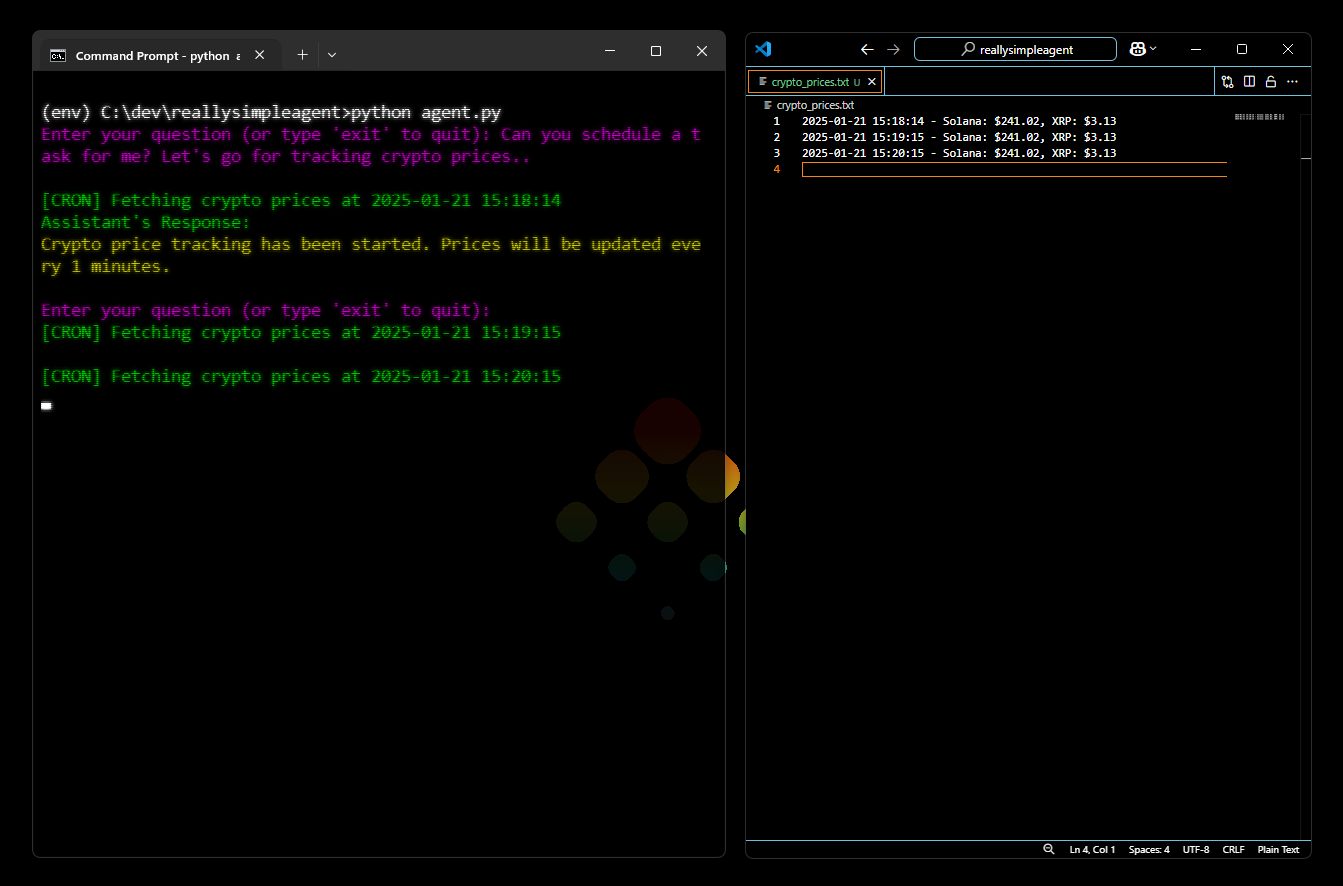 Command Prompt - python
(env) C:\dev\reallysimpleagent>python agent.py
Enter your question (or type 'exit' to quit): Can you schedule a t
ask for me? Let's go for tracking crypto prices..
[CRON] Fetching crypto prices at 2025-01-21 15:18:14
Assistant's Response:
Crypto price tracking has been started. Prices will be updated eve
ry 1 minutes.
Enter your question (or type 'exit' to quit):
[CRON] Fetching crypto prices at 2025-01-21 15:19:15
[CRON] Fetching crypto prices at 2025-01-21 15:20:15
reallysimpleagent
crypto_prices.txt U
crypto_prices.txt
1 2025-01-21 15:18:14 - Solana: $241.02, XRP: $3.13
2 2025-01-21 15:19:15 - Solana: $241.02, XRP: $3.13
3 2025-01-21 15:20:15 - Solana: $241.02, XRP: $3.13
4
Ln 4, Col 1 Spaces: 4 UTF-8 CRLF Plain Text